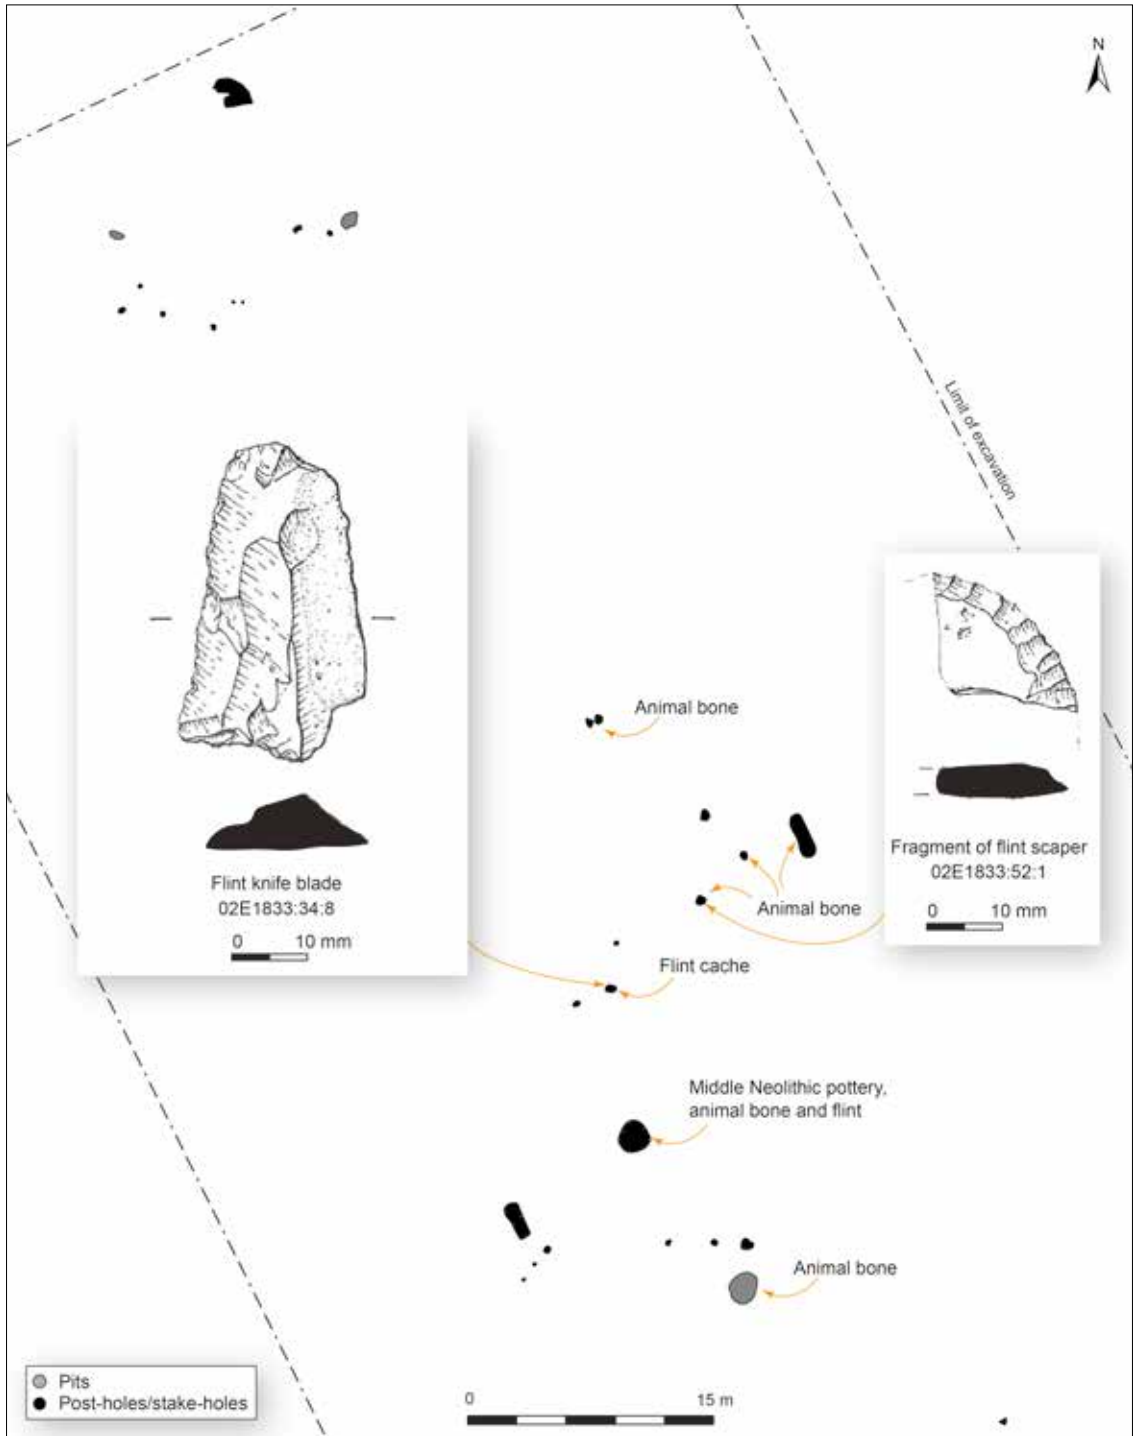 N
Limit of excavation
Animal bone
Flint knife blade
02E1833:34:8
0 10 mm
Fragment of flint scaper
02E1833:52:1
0 10 mm
Animal bone
Flint cache
Middle Neolithic pottery,
animal bone and flint
Animal bone
Pits
Post-holes/stake-holes
0 15 m